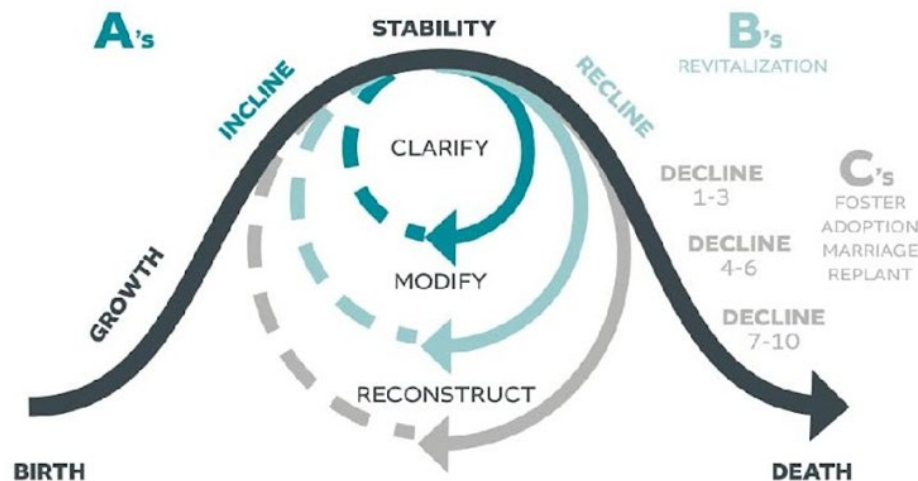 A's
STABILITY
B's
REVITALIZATION
INCLINE
RECLINE
CLARIFY
DECLINE
1-3
C's
FOSTER
ADOPTION
MARRIAGE
REPLANT
DECLINE
4-6
MODIFY
GROWTH
DECLINE
7-10
RECONSTRUCT
BIRTH
DEATH